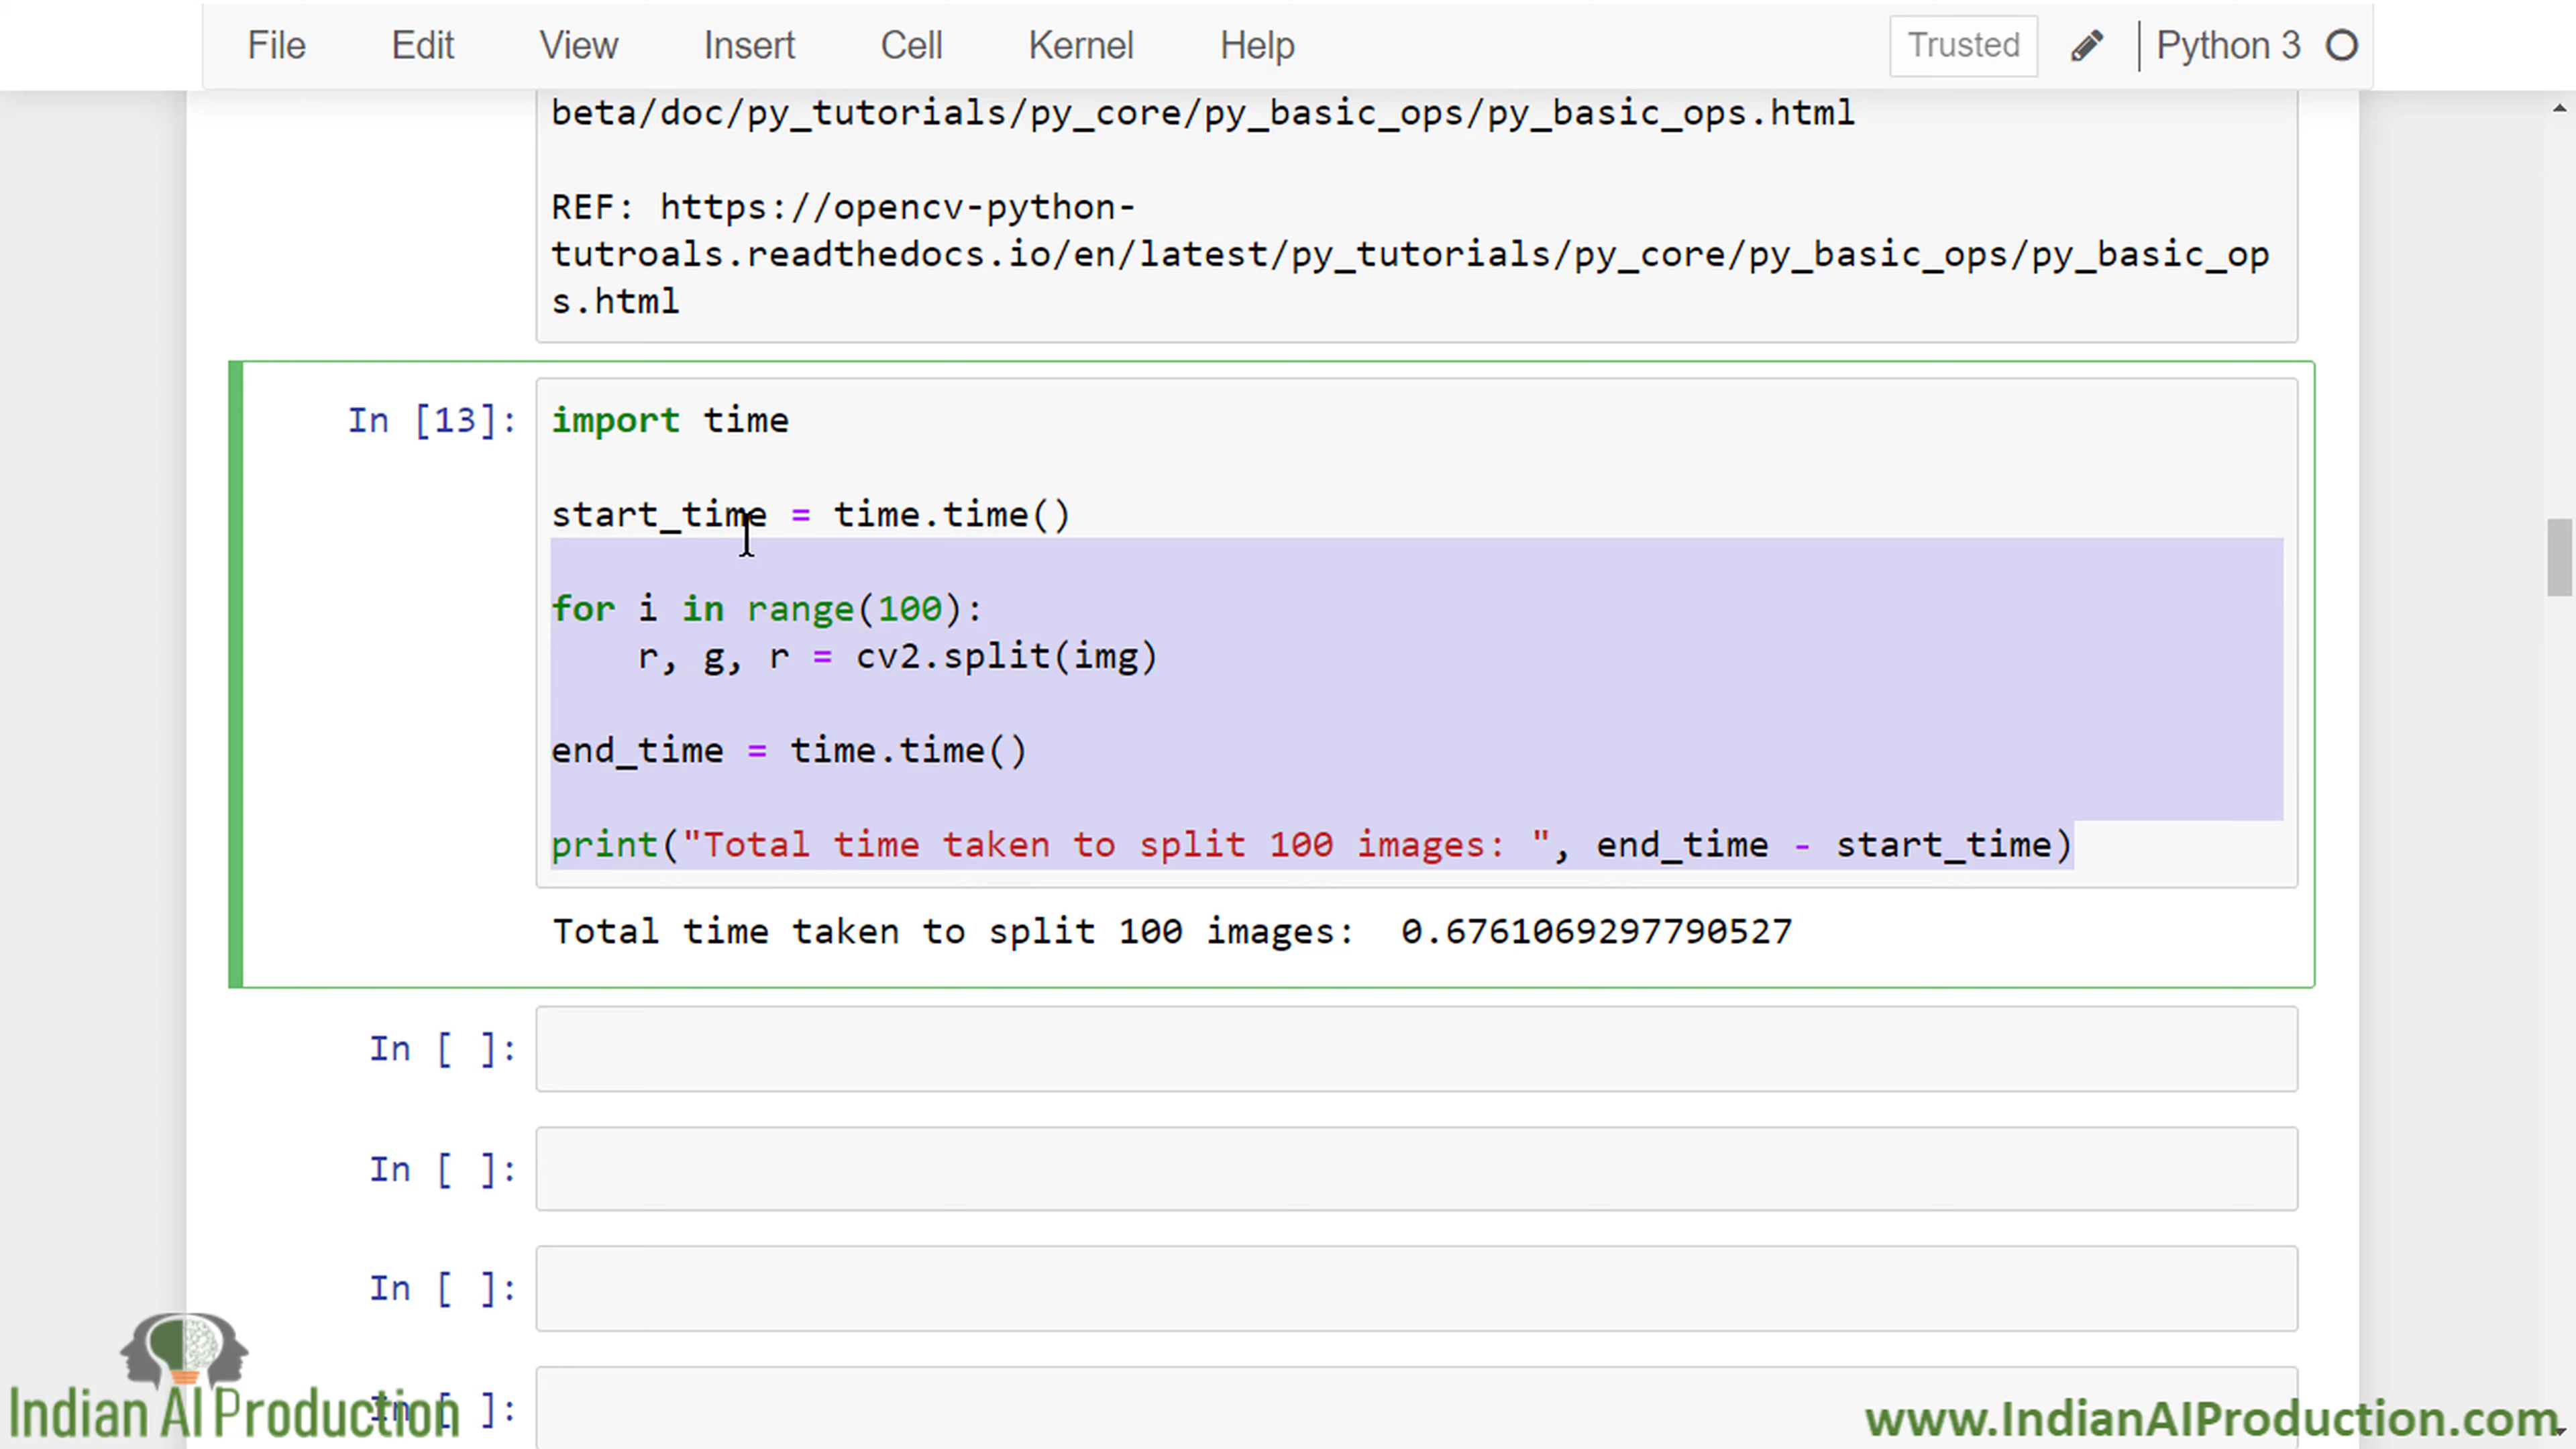 File Edit View Insert Cell Kernel Help Trusted Python 3
beta/doc/py_tutorials/py_core/py_basic_ops/py_basic_ops.html
REF: https://opencv-python-
tutroals.readthedocs.io/en/latest/py_tutorials/py_core/py_basic_ops/py_basic_op
s.html
In [13]:
import time
start_time = time.time()
for i in range(100):
    r, g, r = cv2.split(img)
end_time = time.time()
print("Total time taken to split 100 images: ", end_time - start_time)
Total time taken to split 100 images:  0.6761069297790527
In [ ]:
In [ ]:
In [ ]:
In [ ]:
Indian AI Production
www.IndianAIProduction.com